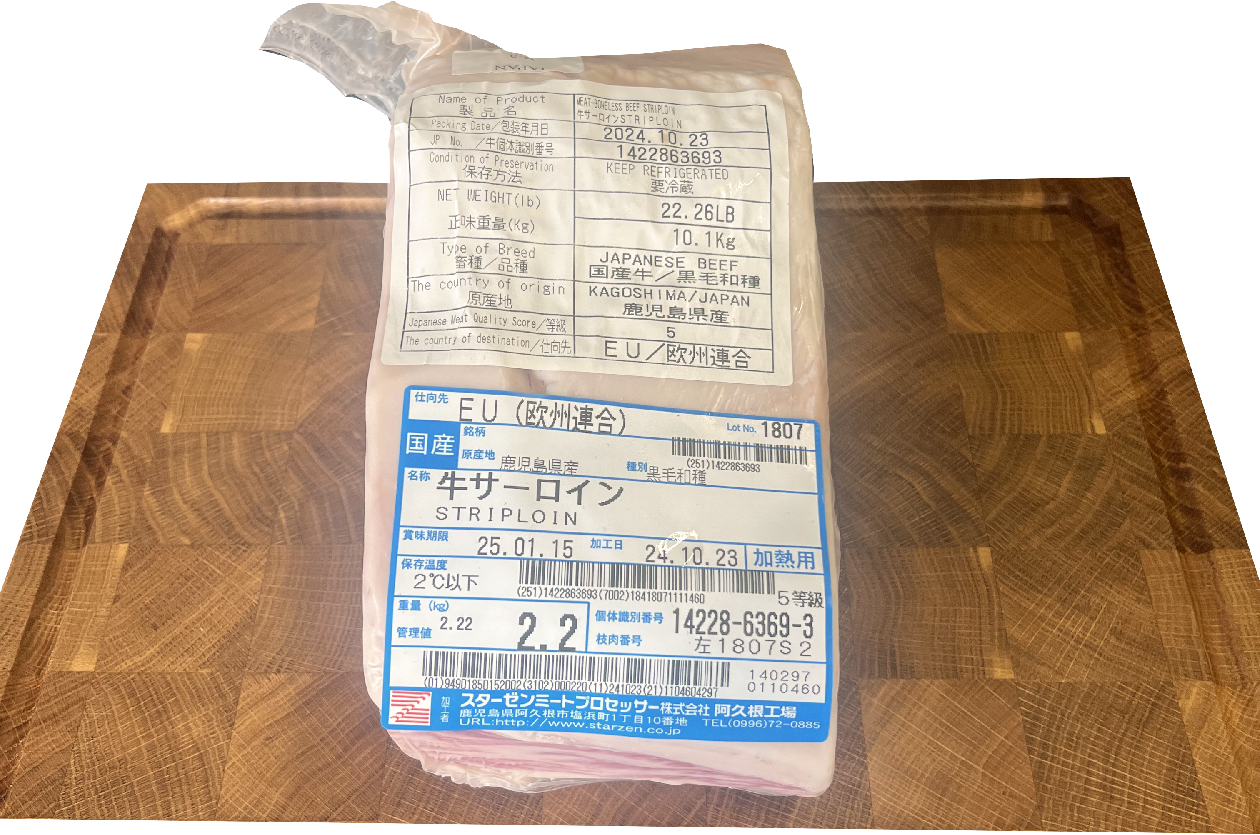 JAPAN
Name of Product
製品名
MEAT-BONELESS BEEF STRIPLOIN
牛サーロインSTRIPLOIN
Packing Date/包装年月日
2024.10.23
JP. No. /牛個体識別番号
1422863693
Condition of Preservation
保存方法
KEEP REFRIGERATED
要冷蔵
NET WEIGHT(lb)
22.26LB
正味重量(Kg)
10.1Kg
Type of Breed
畜種/品種
JAPANESE BEEF
国産牛/黒毛和種
The country of origin
原産地
KAGOSHIMA/JAPAN
鹿児島県産
Japanese Meat Quality Score/等級
5
The country of destination/仕向先
EU/欧州連合
仕向先
EU(欧州連合)
Lot No. 1807
国産
銘柄
(251)1422863693
原産地 鹿児島県産 種別 黒毛和種
名称
牛サーロイン
STRIPLOIN
賞味期限 25.01.15 加工日 24.10.23 加熱用
保存温度
2℃以下
(251)1422863693(7002)18418071111460
5等級
重量(kg)
管理値 2.22
2.2
個体識別番号 14228-6369-3
枝肉番号 左1807S2
(01)94901850152002(3102)000220(11)241023(21)1104604297
140297
0110460
加工者
スターゼンミートプロセッサー株式会社 阿久根工場
鹿児島県阿久根市塩浜町1丁目10番地 TEL(0996)72-0885
URL:http://www.starzen.co.jp